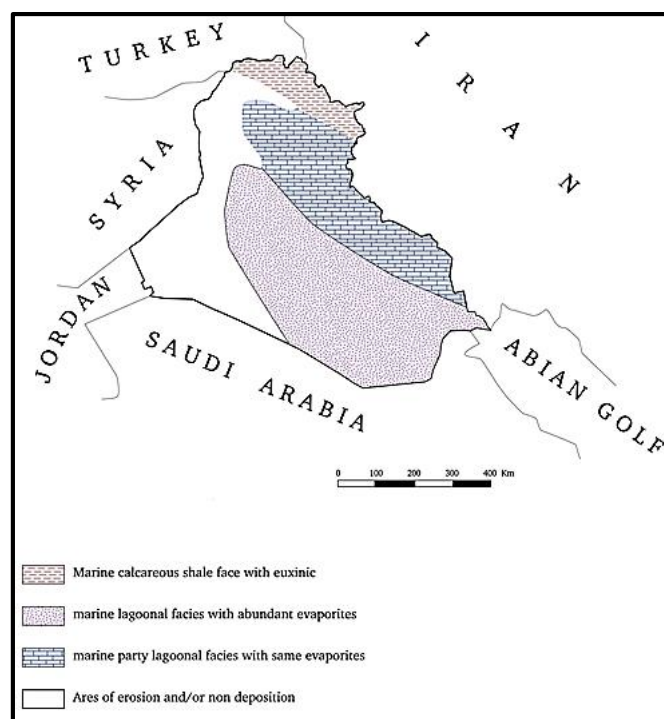 TURKEY
IRAN
SYRIA
JORDAN
SAUDI ARABIA
ABIAN GOLF
0 100 200 300 400 Km
Marine calcareous shale face with euxinic
marine lagoonal facies with abundant evaporites
marine party lagoonal facies with same evaporites
Ares of erosion and/or non deposition